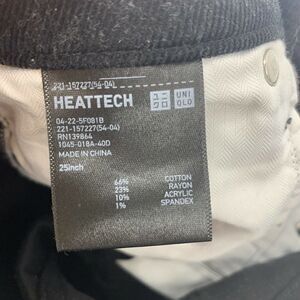 221-157227(54-04)
HEATTECH
UNI
QLO
04-22-5F081B
221-157227(54-04)
RN139864
1045-018A-40D
MADE IN CHINA
25inch
66% COTTON
23% RAYON
10% ACRYLIC
1% SPANDEX